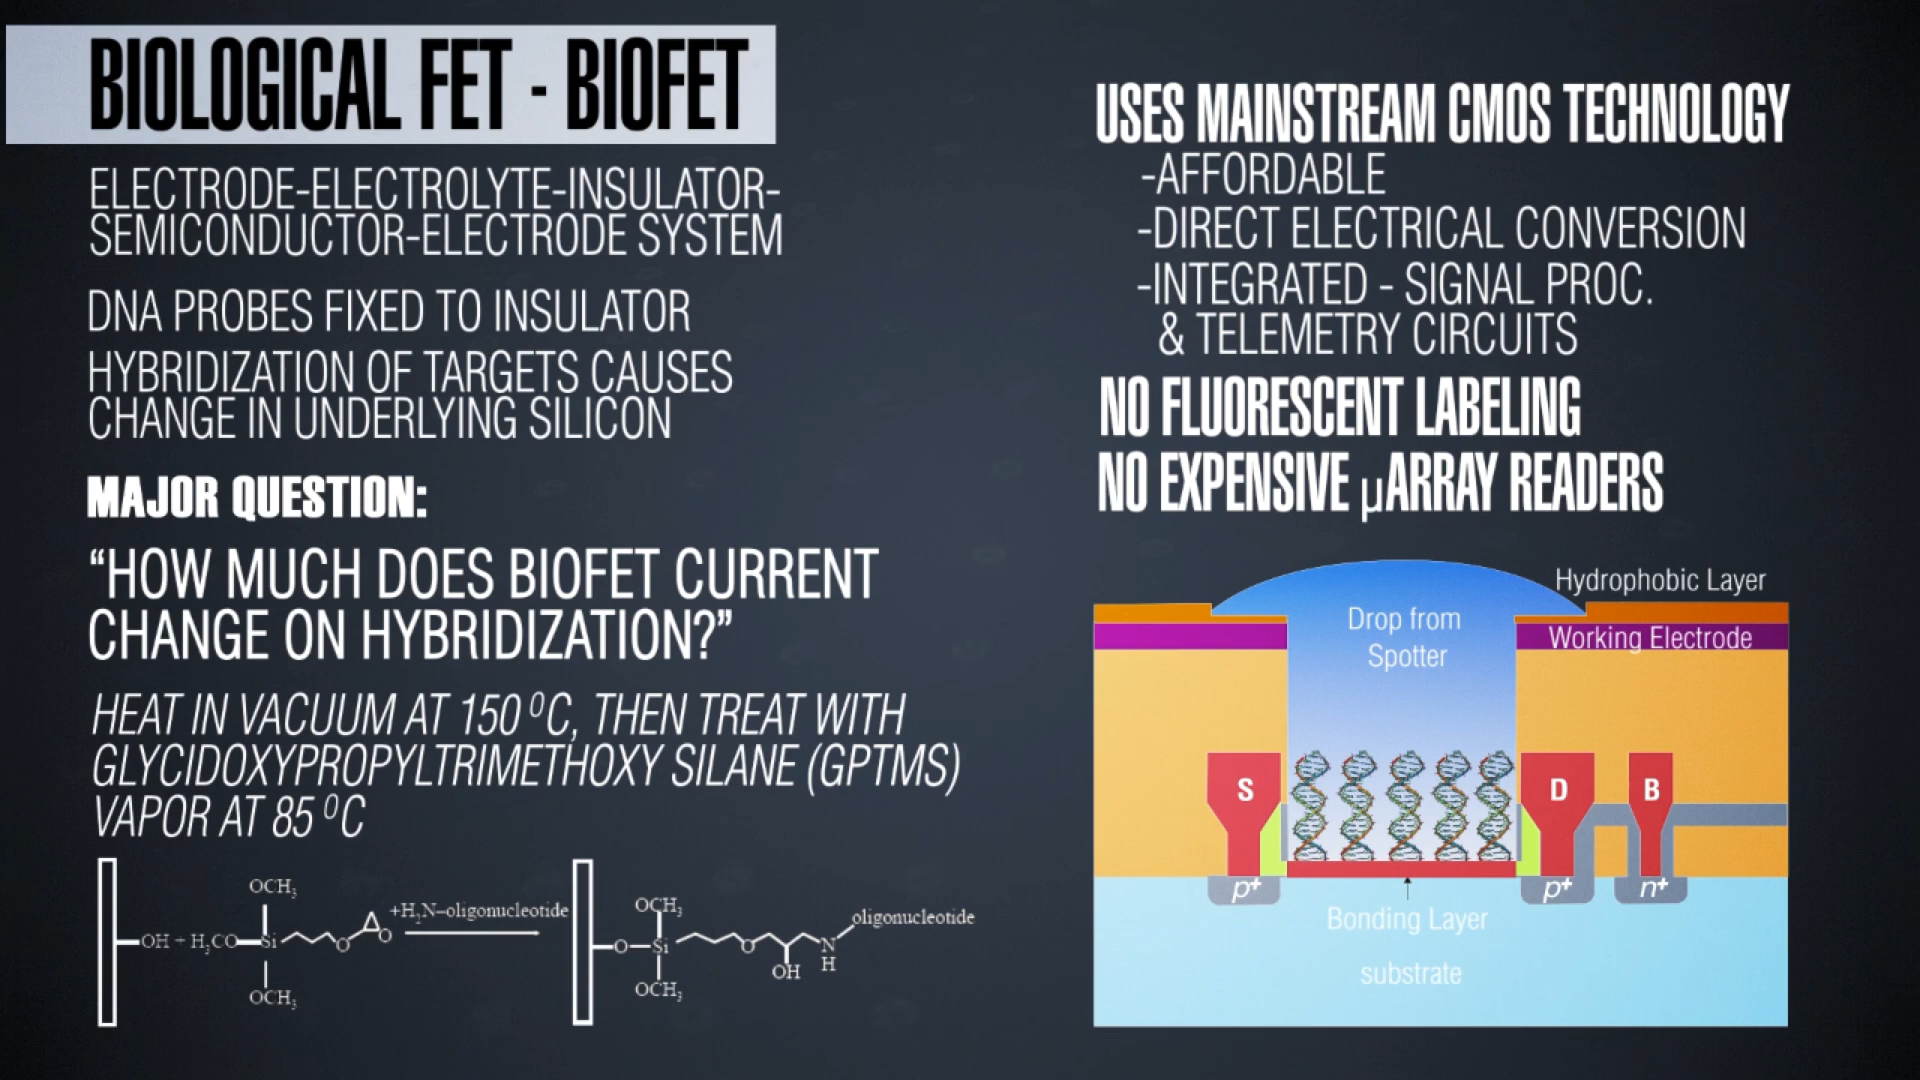 BIOLOGICAL FET - BIOFET
ELECTRODE-ELECTROLYTE-INSULATOR-
SEMICONDUCTOR-ELECTRODE SYSTEM
DNA PROBES FIXED TO INSULATOR
HYBRIDIZATION OF TARGETS CAUSES
CHANGE IN UNDERLYING SILICON
MAJOR QUESTION:
“HOW MUCH DOES BIOFET CURRENT
CHANGE ON HYBRIDIZATION?”
HEAT IN VACUUM AT 150 ⁰C, THEN TREAT WITH
GLYCIDOXYPROPYLTRIMETHOXY SILANE (GPTMS)
VAPOR AT 85 ⁰C
OCH₃
OH + H₃CO Si O O
OCH₃
+H₂N–oligonucleotide
OCH₃
O Si O OH N H
OCH₃
oligonucleotide
USES MAINSTREAM CMOS TECHNOLOGY
-AFFORDABLE
-DIRECT ELECTRICAL CONVERSION
-INTEGRATED - SIGNAL PROC.
& TELEMETRY CIRCUITS
NO FLUORESCENT LABELING
NO EXPENSIVE µARRAY READERS
Hydrophobic Layer
Drop from
Spotter
Working Electrode
S D B
p+ p+ n+
Bonding Layer
substrate